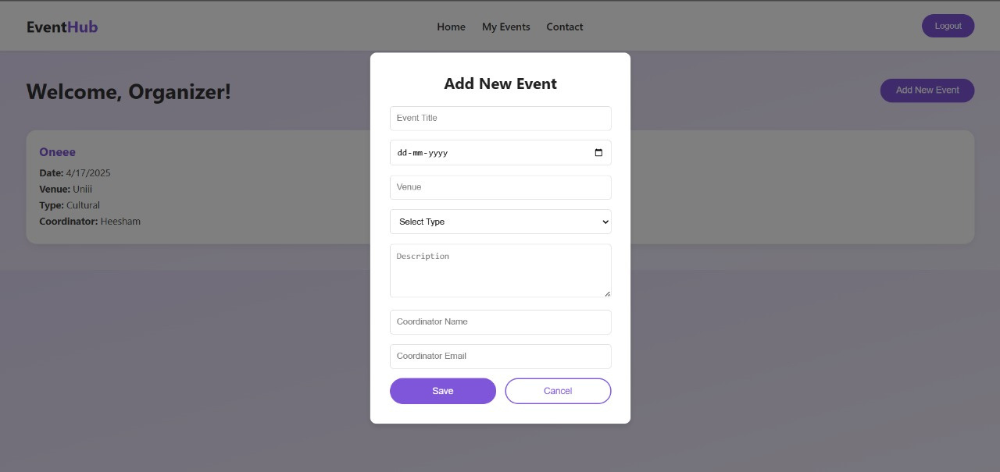 EventHub
Home My Events Contact
Logout
Welcome, Organizer!
Add New Event
Oneee
Date: 4/17/2025
Venue: Uniii
Type: Cultural
Coordinator: Heesham
Add New Event
Event Title
dd-mm-yyyy
Venue
Select Type
Description
Coordinator Name
Coordinator Email
Save Cancel